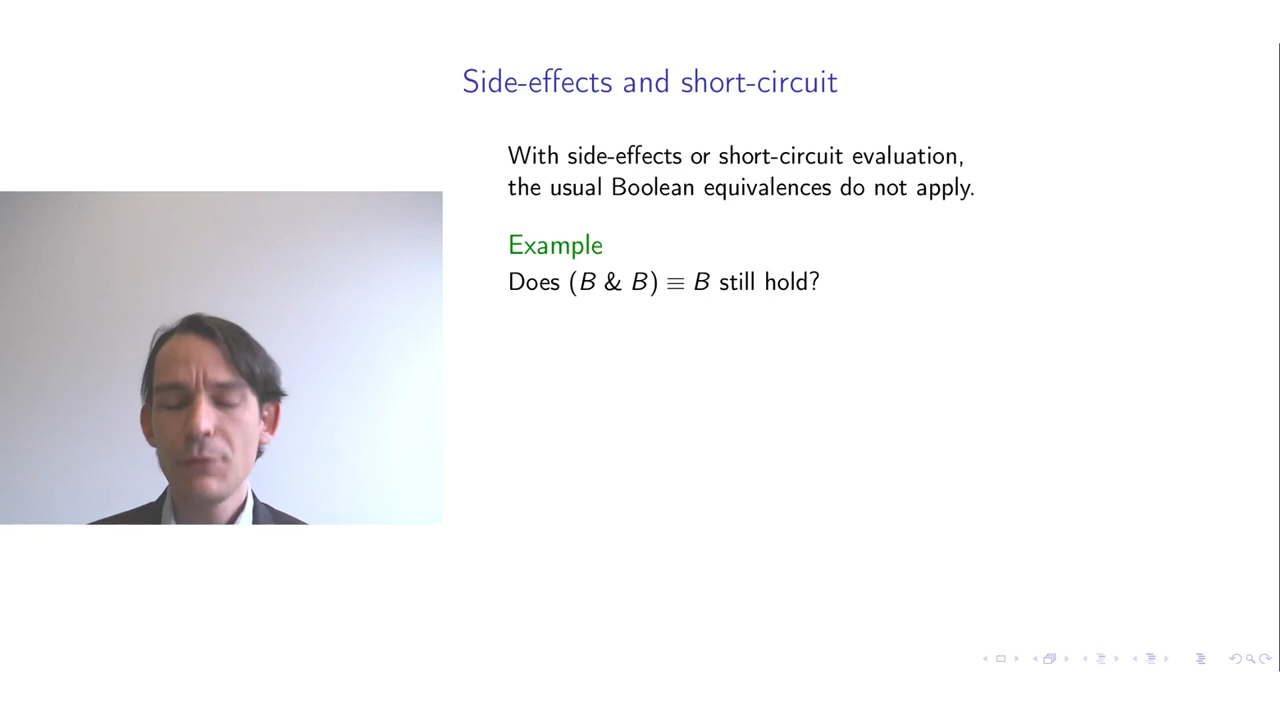 Side-effects and short-circuit
With side-effects or short-circuit evaluation,
the usual Boolean equivalences do not apply.
Example
Does (B & B) ≡ B still hold?